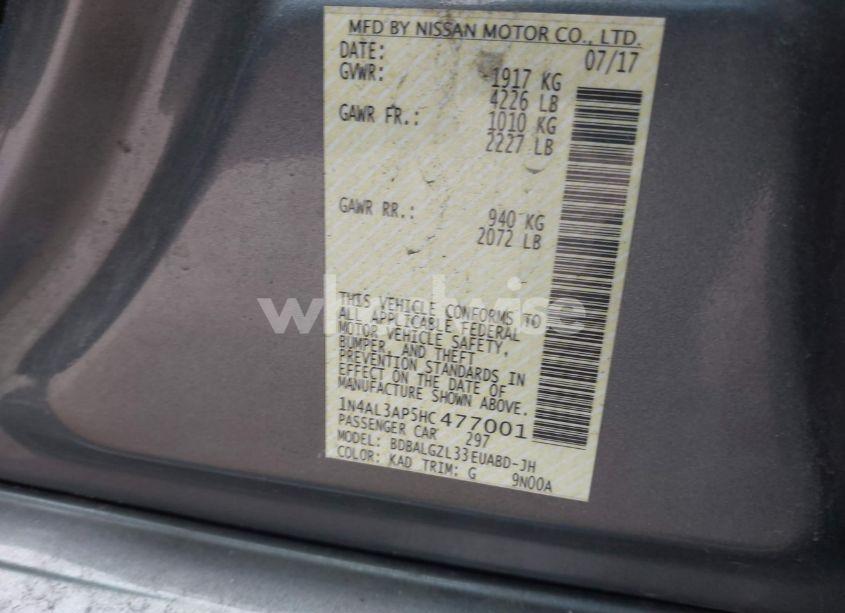 MFD BY NISSAN MOTOR CO., LTD.
DATE: 07/17
GVWR: 1917 KG
4226 LB
GAWR FR.: 1010 KG
2227 LB
GAWR RR.: 940 KG
2072 LB
THIS VEHICLE CONFORMS TO
ALL APPLICABLE FEDERAL
MOTOR VEHICLE SAFETY,
BUMPER, AND THEFT
PREVENTION STANDARDS IN
EFFECT ON THE DATE OF
MANUFACTURE SHOWN ABOVE.
1N4AL3AP5HC477001
PASSENGER CAR 297
MODEL: BDBALGZL33EUABD-JH
COLOR: KAD TRIM: G 9N00A